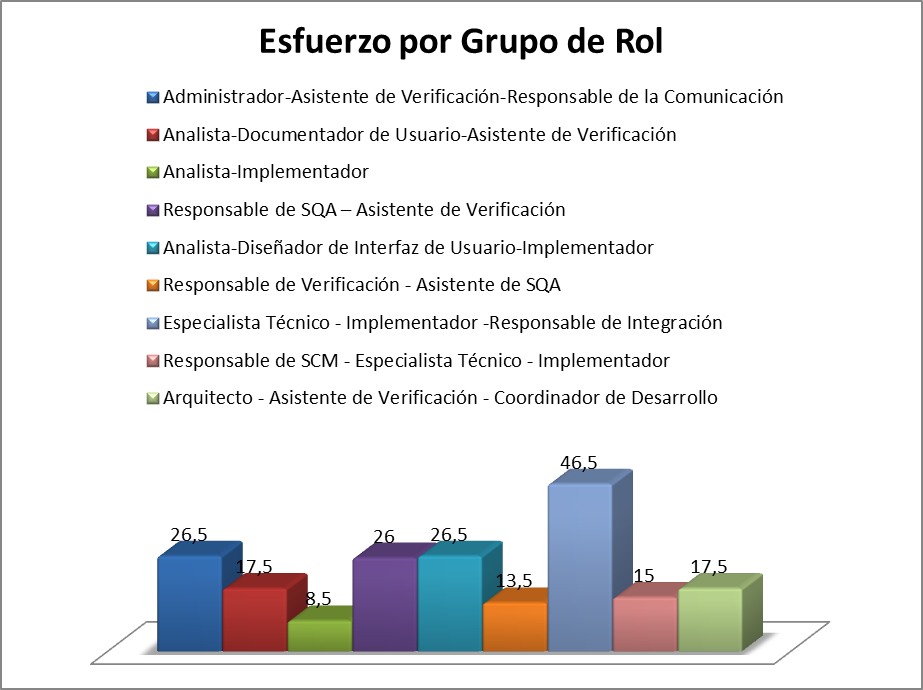 Esfuerzo por Grupo de Rol
Administrador-Asistente de Verificación-Responsable de la Comunicación
Analista-Documentador de Usuario-Asistente de Verificación
Analista-Implementador
Responsable de SQA – Asistente de Verificación
Analista-Diseñador de Interfaz de Usuario-Implementador
Responsable de Verificación - Asistente de SQA
Especialista Técnico - Implementador -Responsable de Integración
Responsable de SCM - Especialista Técnico - Implementador
Arquitecto - Asistente de Verificación - Coordinador de Desarrollo
26,5
17,5
8,5
26
26,5
13,5
46,5
15
17,5